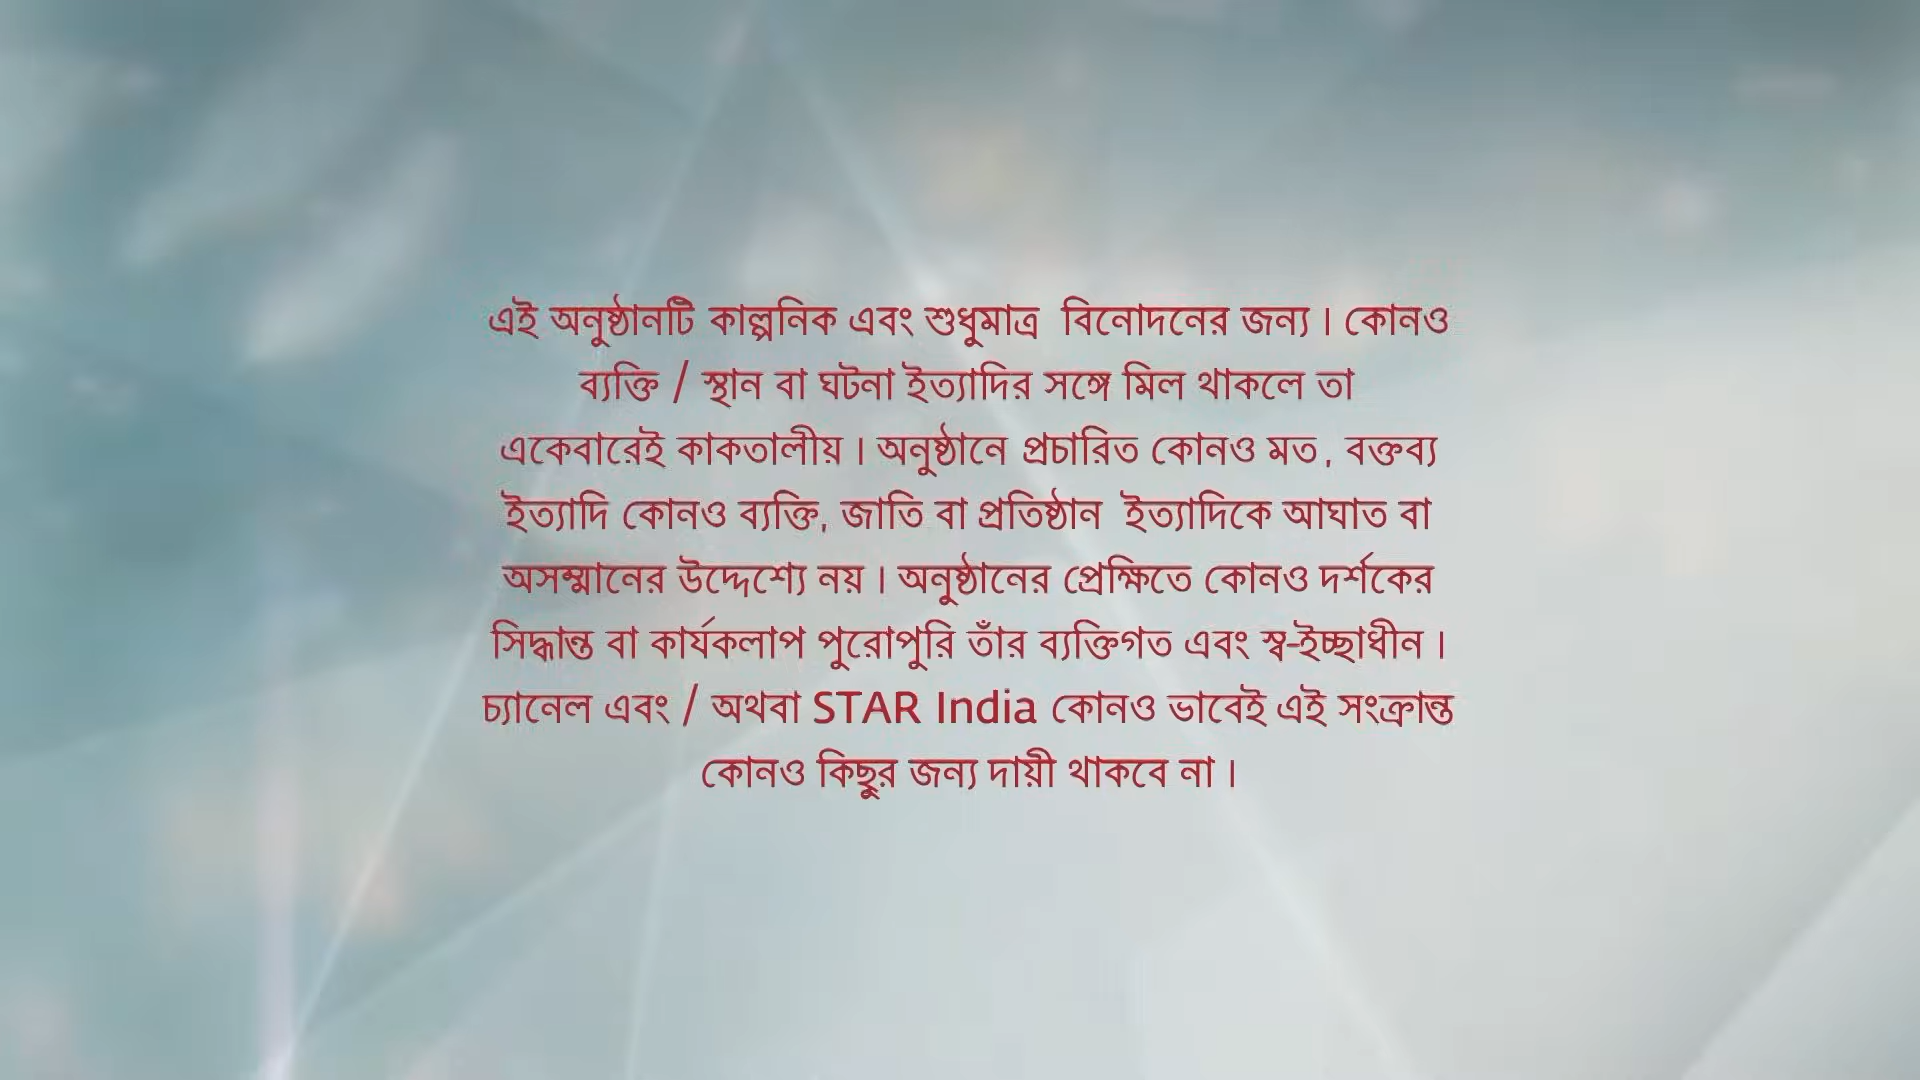 এই অনুষ্ঠানটি কাল্পনিক এবং শুধুমাত্র বিনোদনের জন্য । কোনও
ব্যক্তি / স্থান বা ঘটনা ইত্যাদির সঙ্গে মিল থাকলে তা
একেবারেই কাকতালীয় । অনুষ্ঠানে প্রচারিত কোনও মত , বক্তব্য
ইত্যাদি কোনও ব্যক্তি, জাতি বা প্রতিষ্ঠান ইত্যাদিকে আঘাত বা
অসম্মানের উদ্দেশ্যে নয় । অনুষ্ঠানের প্রেক্ষিতে কোনও দর্শকের
সিদ্ধান্ত বা কার্যকলাপ পুরোপুরি তাঁর ব্যক্তিগত এবং স্ব-ইচ্ছাধীন ।
চ্যানেল এবং / অথবা STAR India কোনও ভাবেই এই সংক্রান্ত
কোনও কিছুর জন্য দায়ী থাকবে না ।